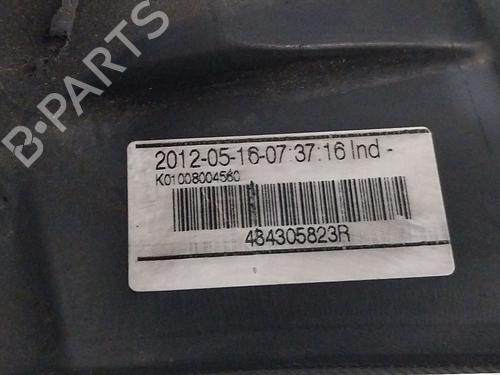 B-PARTS
2012-05-16-07:37:16 Ind -
K01008004560
484305823R